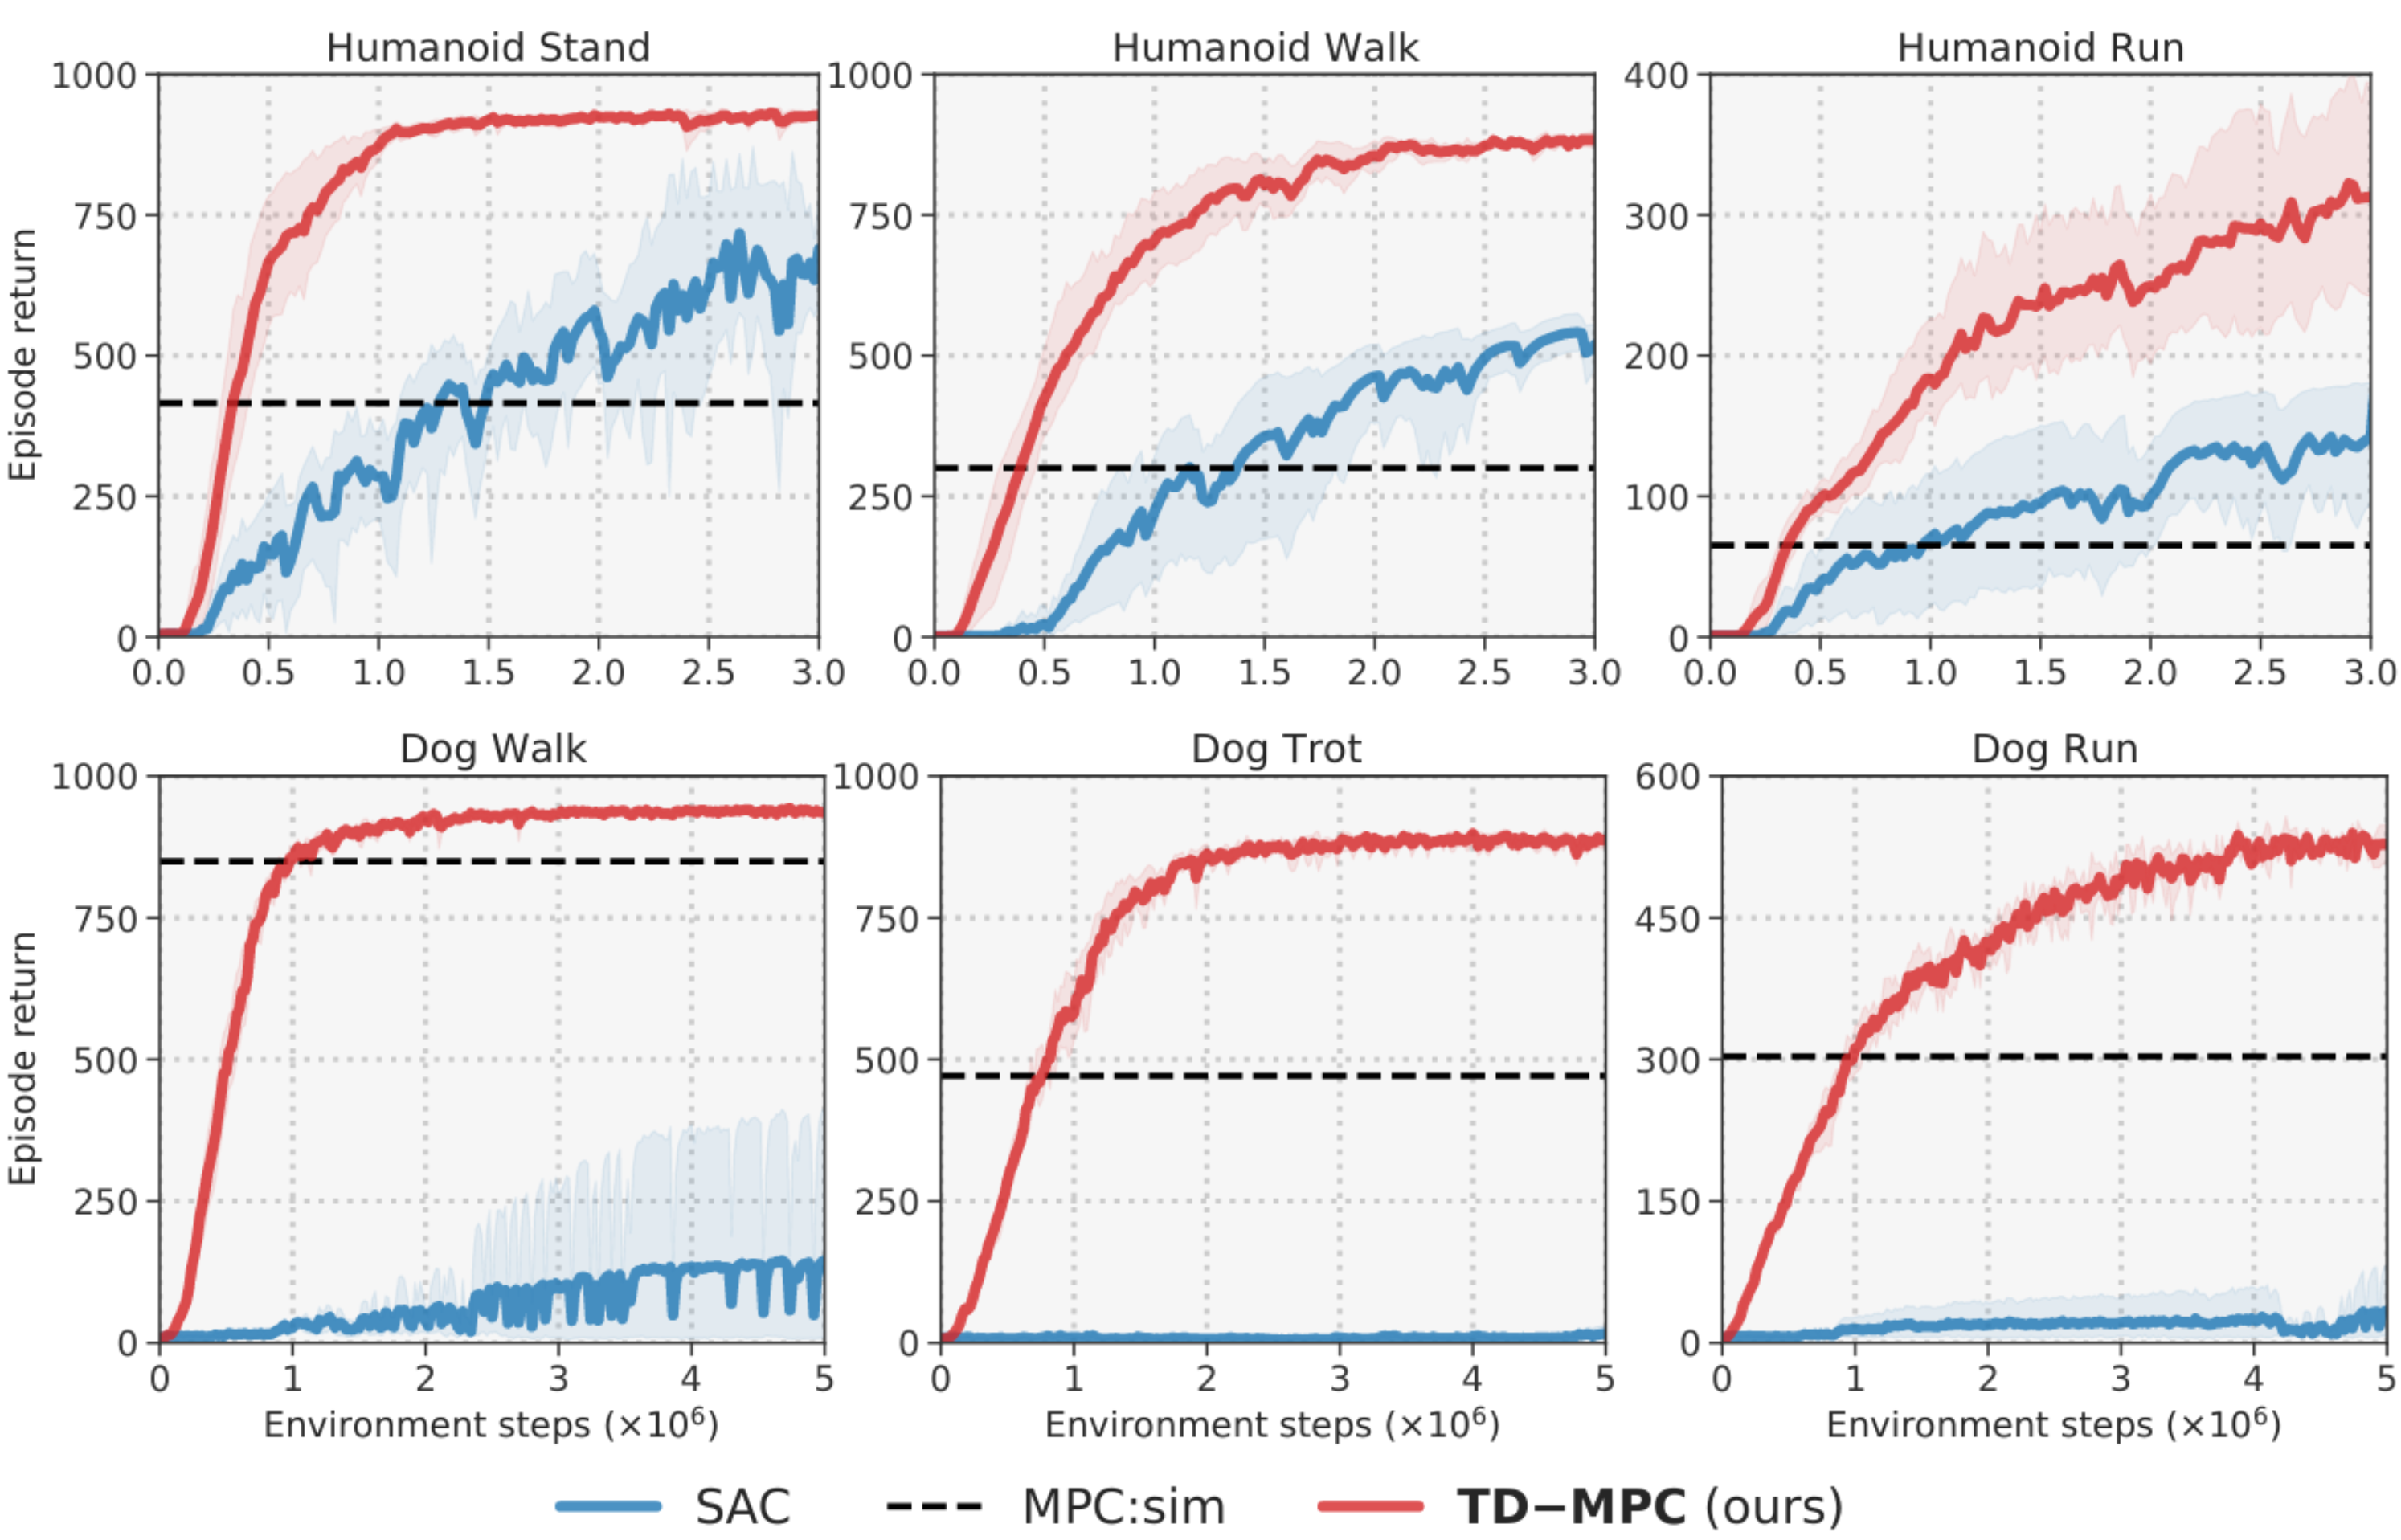 Humanoid Stand
Humanoid Walk
Humanoid Run
Episode return
1000
750
500
250
0
0.0 0.5 1.0 1.5 2.0 2.5 3.0
1000
750
500
250
0
0.0 0.5 1.0 1.5 2.0 2.5 3.0
400
300
200
100
0
0.0 0.5 1.0 1.5 2.0 2.5 3.0
Dog Walk
Dog Trot
Dog Run
Episode return
1000
750
500
250
0
0 1 2 3 4 5
Environment steps (×10⁶)
1000
750
500
250
0
0 1 2 3 4 5
Environment steps (×10⁶)
600
450
300
150
0
0 1 2 3 4 5
Environment steps (×10⁶)
SAC MPC:sim TD−MPC (ours)